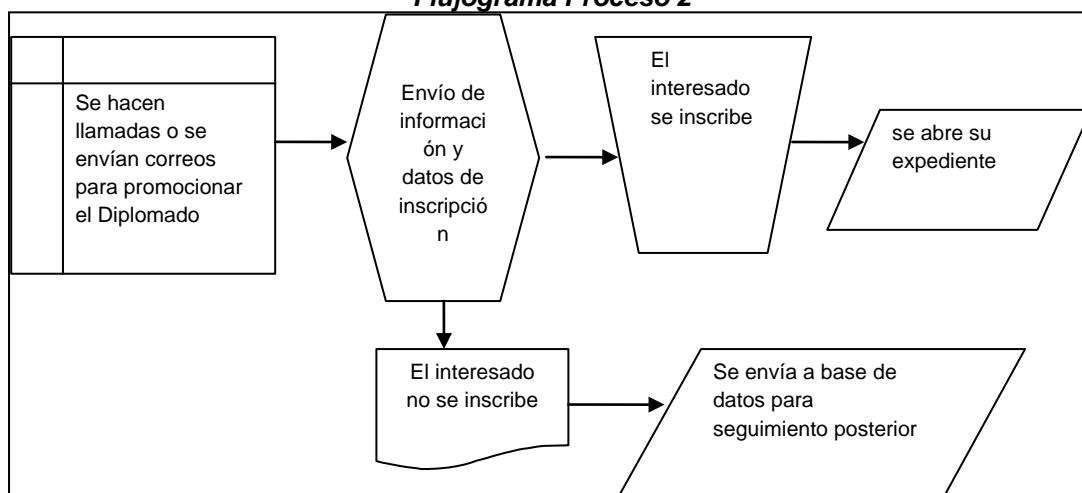 Flujograma Proceso 2
Se hacen
llamadas o se
envían correos
para promocionar
el Diplomado
Envío de
informaci
ón y
datos de
inscripció
n
El
interesado
se inscribe
se abre su
expediente
El interesado
no se inscribe
Se envía a base de
datos para
seguimiento posterior